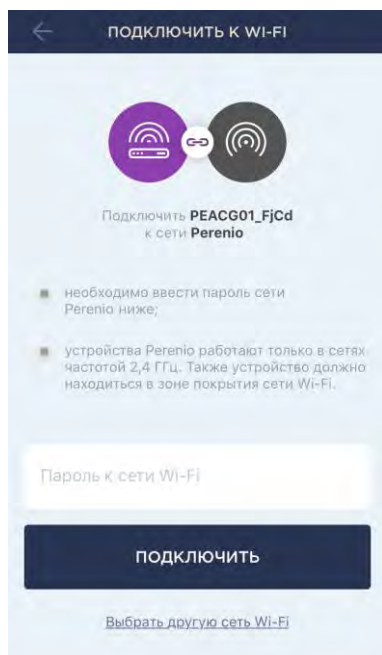 ПОДКЛЮЧИТЬ К WI-FI
Подключить PEACG01_FjCd
к сети Perenio
необходимо ввести пароль сети
Perenio ниже;
устройства Perenio работают только в сетях
частотой 2,4 ГГц. Также устройство должно
находиться в зоне покрытия сети Wi-Fi.
Пароль к сети Wi-Fi
ПОДКЛЮЧИТЬ
Выбрать другую сеть Wi-Fi